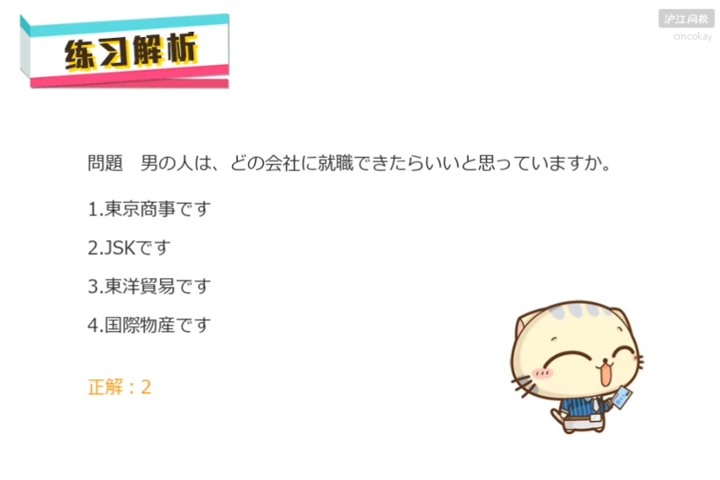 练习解析
沪江网校
cincokay
問題　男の人は、どの会社に就職できたらいいと思っていますか。
1.東京商事です
2.JSKです
3.東洋貿易です
4.国際物産です
正解：2